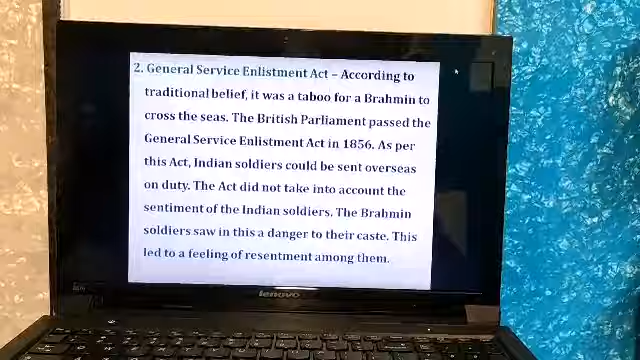 2. General Service Enlistment Act – According to
traditional belief, it was a taboo for a Brahmin to
cross the seas. The British Parliament passed the
General Service Enlistment Act in 1856. As per
this Act, Indian soldiers could be sent overseas
on duty. The Act did not take into account the
sentiment of the Indian soldiers. The Brahmin
soldiers saw in this a danger to their caste. This
led to a feeling of resentment among them.
lenovo